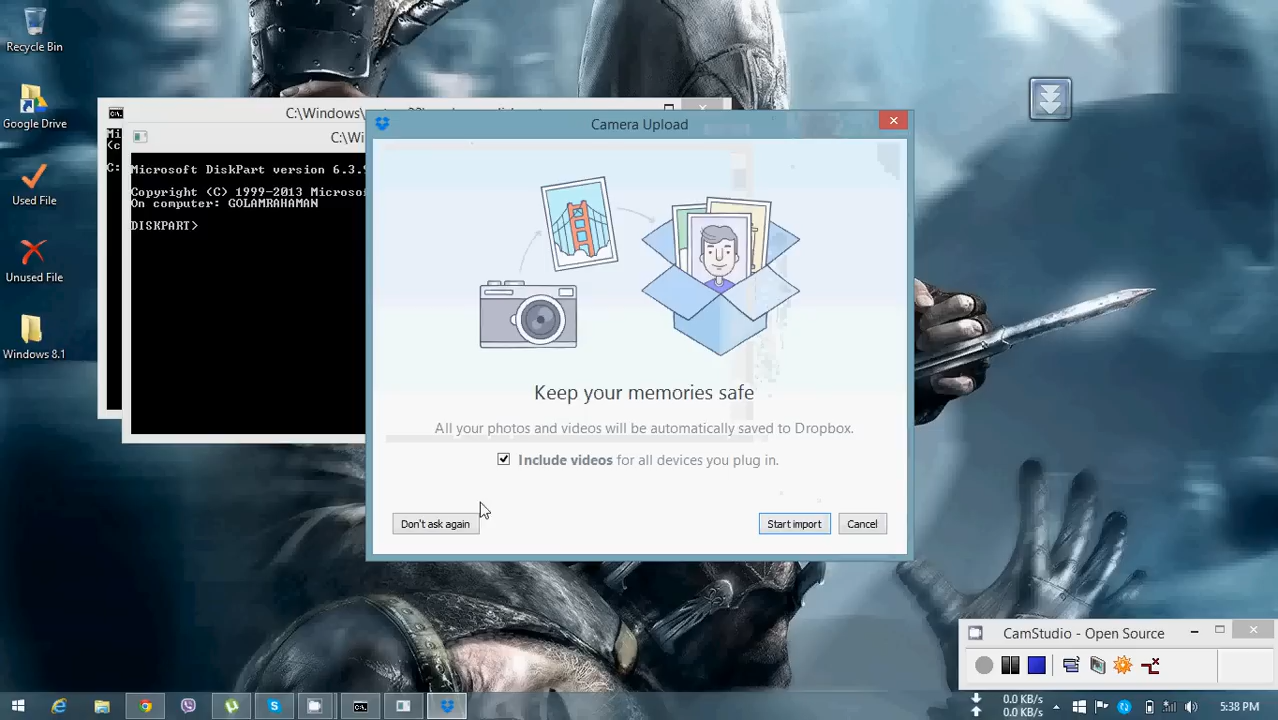 Recycle Bin
Google Drive
Used File
Unused File
Windows 8.1
C:\Windows\
C:\Wi
Mi
(c
C:
Microsoft DiskPart version 6.3.9
Copyright (C) 1999-2013 Microsof
On computer: GOLAMRAHAMAN
DISKPART>
Camera Upload
Keep your memories safe
All your photos and videos will be automatically saved to Dropbox.
Include videos for all devices you plug in.
Don't ask again
Start import
Cancel
CamStudio - Open Source
0.0 KB/s
0.0 KB/s
5:38 PM